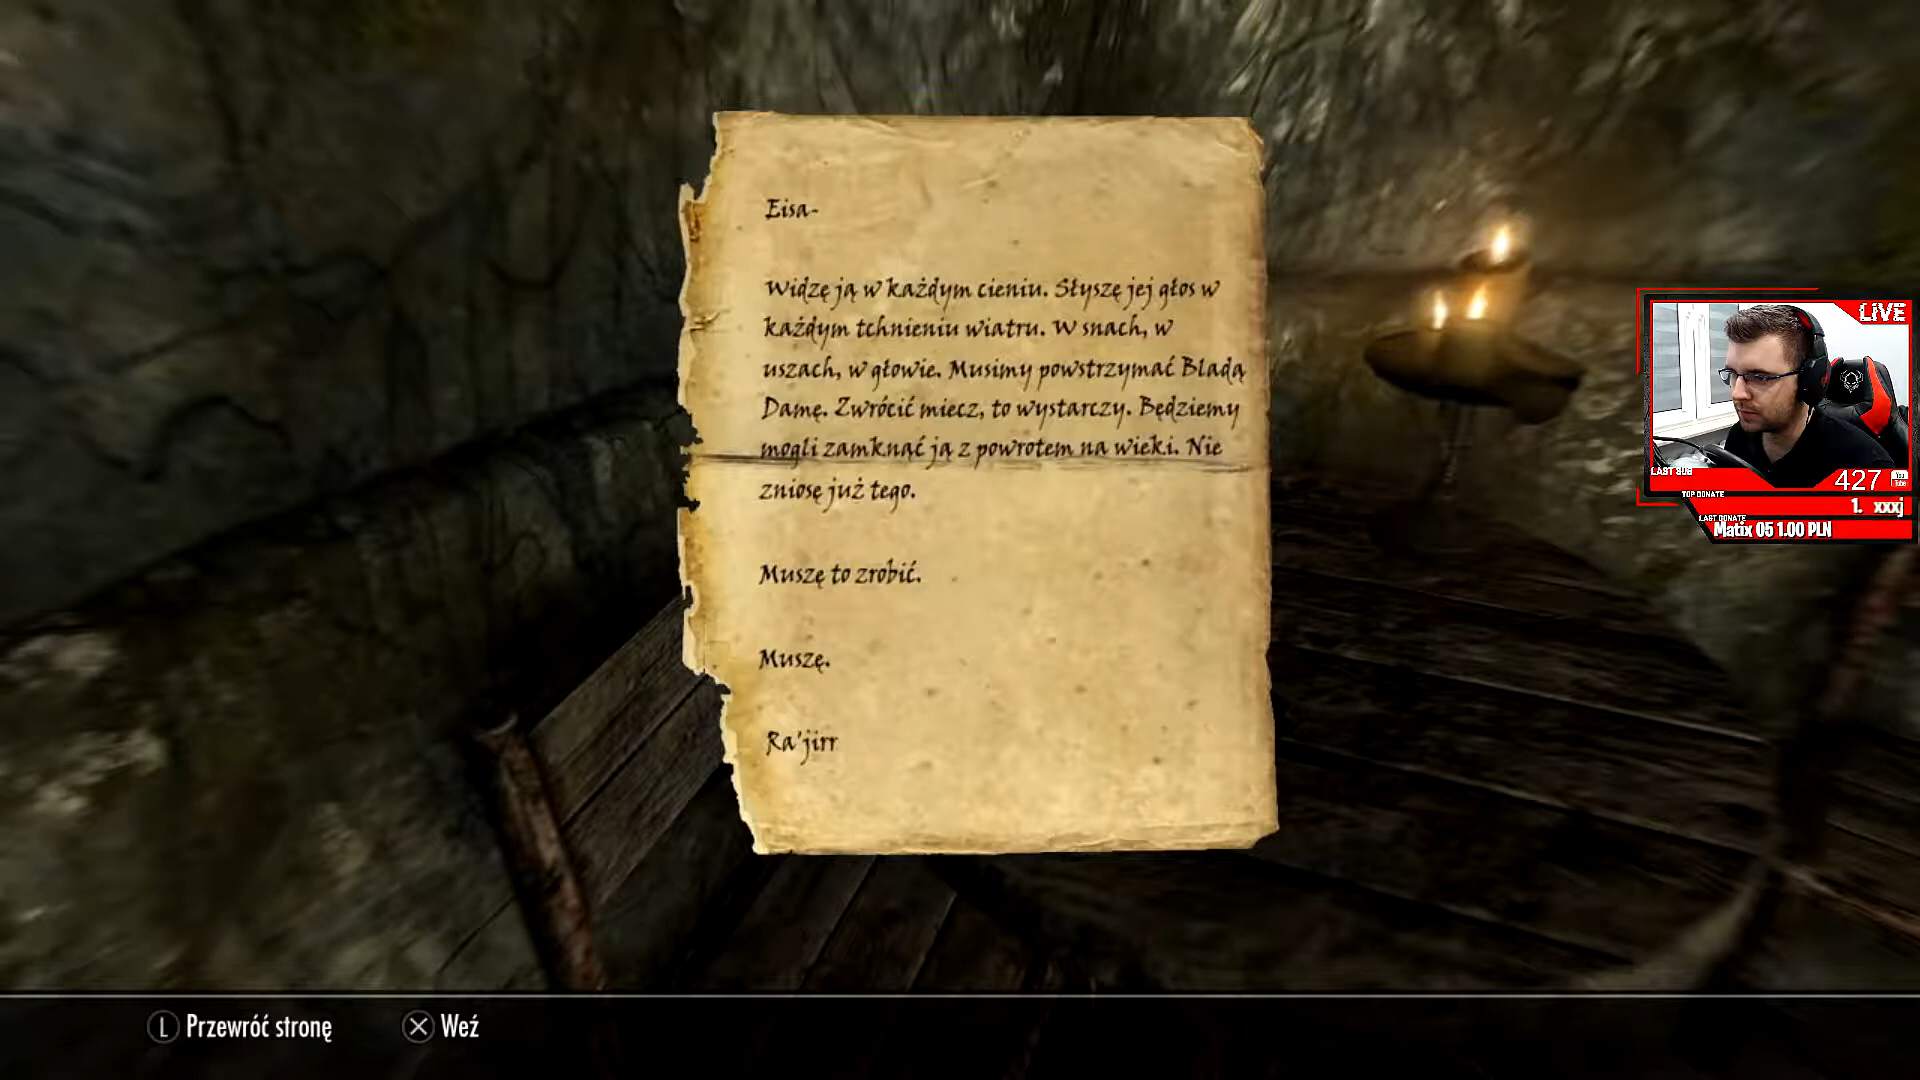 Eisa-
Widzę ją w każdym cieniu. Słyszę jej głos w
każdym tchnieniu wiatru. W snach, w
uszach, w głowie. Musimy powstrzymać Bladą
Damę. Zwrócić miecz, to wystarczy. Będziemy
mogli zamknąć ją z powrotem na wieki. Nie
zniosę już tego.
Muszę to zrobić.
Muszę.
Ra'jirr
LIVE
LAST SUB
427
You Tube
TOP DONATE
1. xxxj
LAST DONATE
Matix 05 1.00 PLN
L Przewróć stronę
X Weź